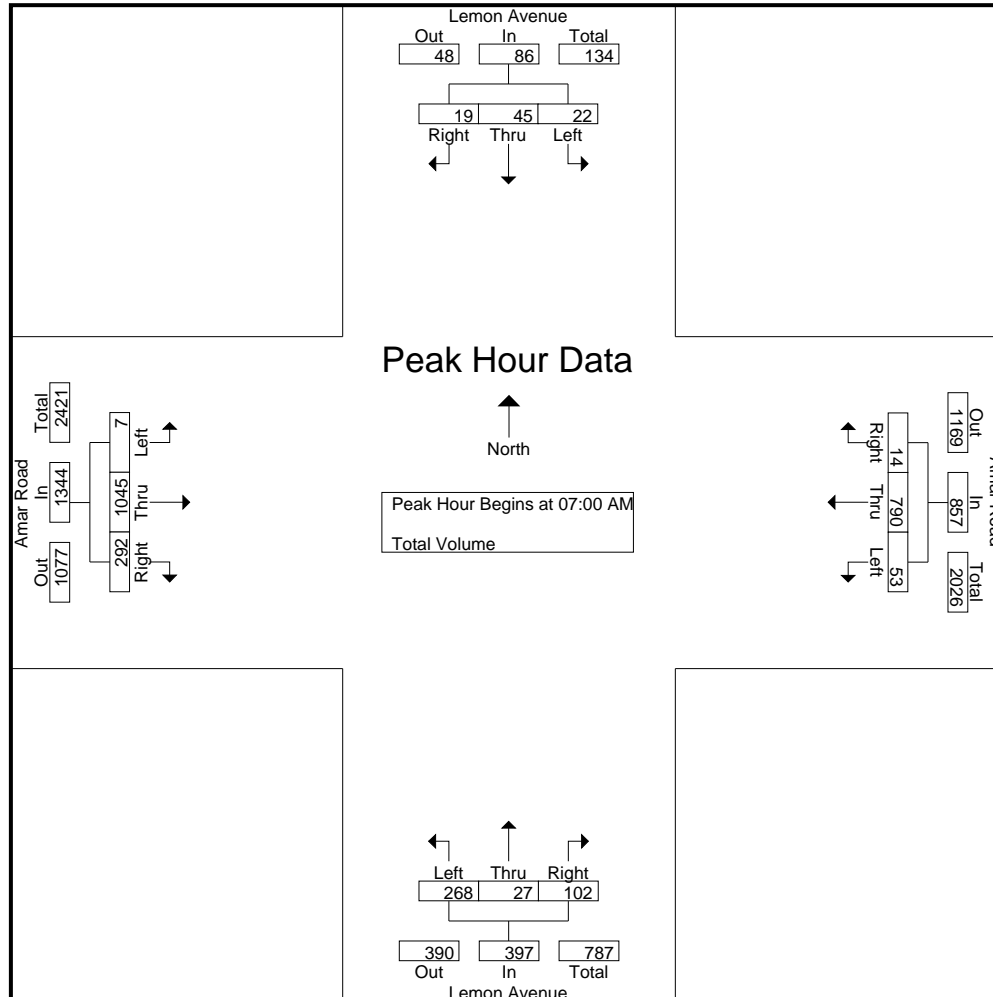 Lemon Avenue
Out In Total
48 86 134
19 45 22
Right Thru Left
Peak Hour Data
North
Peak Hour Begins at 07:00 AM
Total Volume
Amar Road
Out In Total
1077 1344 2421
Right Thru Left
292 1045 7
Amar Road
Out In Total
1169 857 2026
Right Thru Left
14 790 53
Left Thru Right
268 27 102
390 397 787
Out In Total
Lemon Avenue